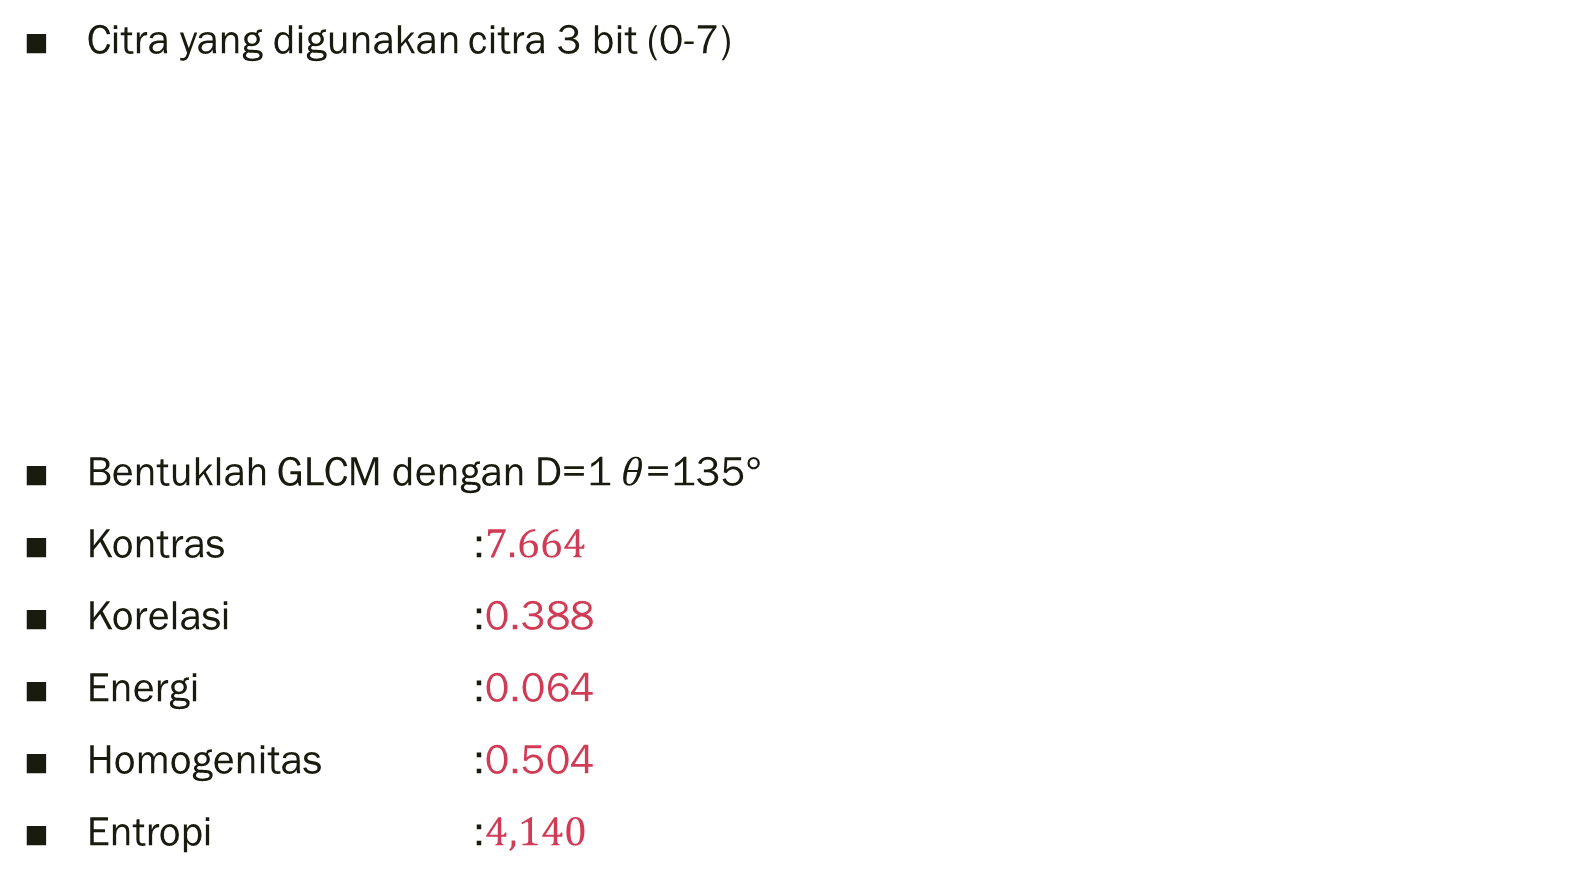 ■ Citra yang digunakan citra 3 bit (0-7)
■ Bentuklah GLCM dengan D=1 𝜃=135°
■ Kontras :7.664
■ Korelasi :0.388
■ Energi :0.064
■ Homogenitas :0.504
■ Entropi :4,140